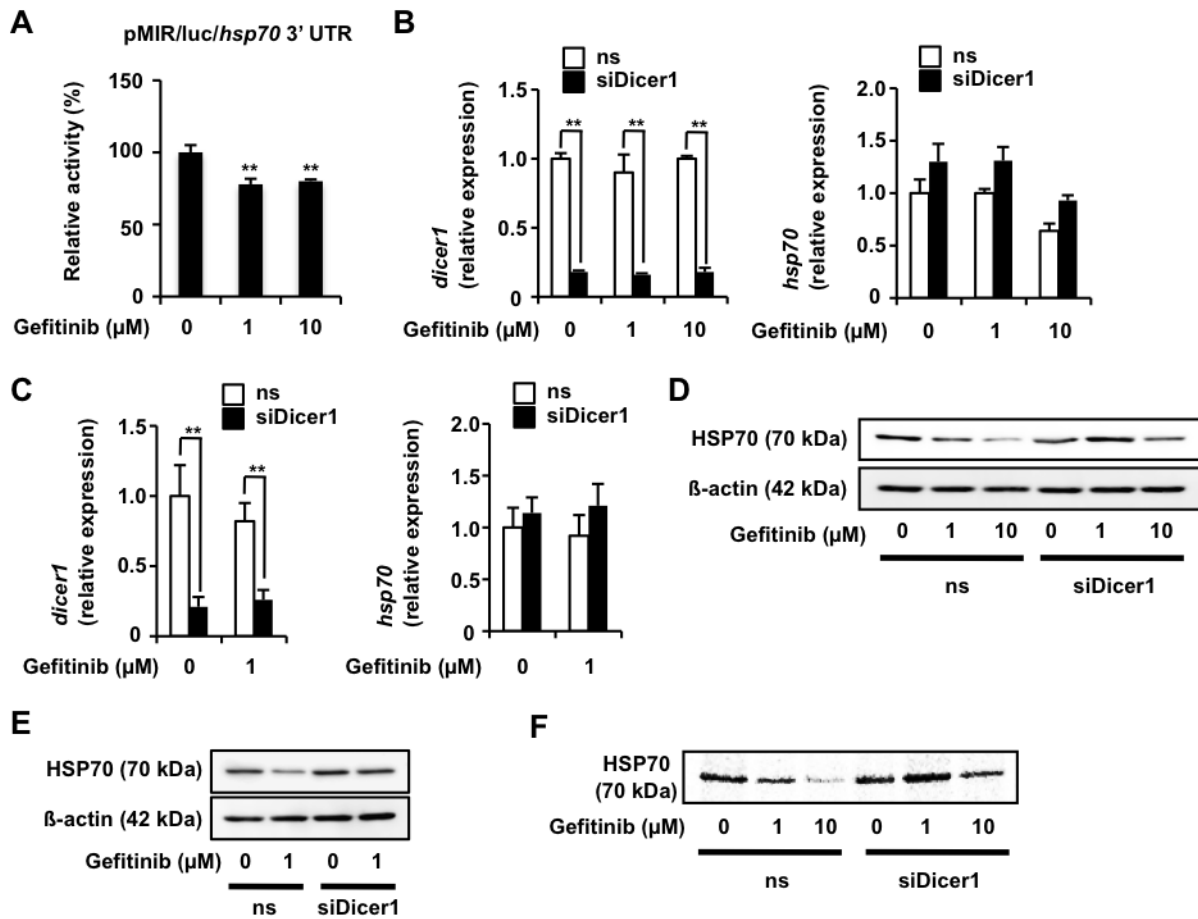 A
pMIR/luc/hsp70 3' UTR
Relative activity (%)
150
100
50
0
Gefitinib (µM)
0
1
10
B
ns
siDicer1
dicer1
(relative expression)
1.5
1.0
0.5
0
**
**
**
Gefitinib (µM)
0
1
10
ns
siDicer1
hsp70
(relative expression)
2.0
1.5
1.0
0.5
0
0
1
10
**
**
C
ns
siDicer1
dicer1
(relative expression)
1.5
1.0
0.5
0
**
**
Gefitinib (µM)
0
1
ns
siDicer1
hsp70
(relative expression)
2.0
1.5
1.0
0.5
0
Gefitinib (µM)
0
1
D
HSP70 (70 kDa)
ß-actin (42 kDa)
Gefitinib (µM)
0 1 10 0 1 10
ns siDicer1
E
HSP70 (70 kDa)
ß-actin (42 kDa)
Gefitinib (µM)
0 1 0 1
ns siDicer1
F
HSP70
(70 kDa)
Gefitinib (µM)
0 1 10 0 1 10
ns siDicer1